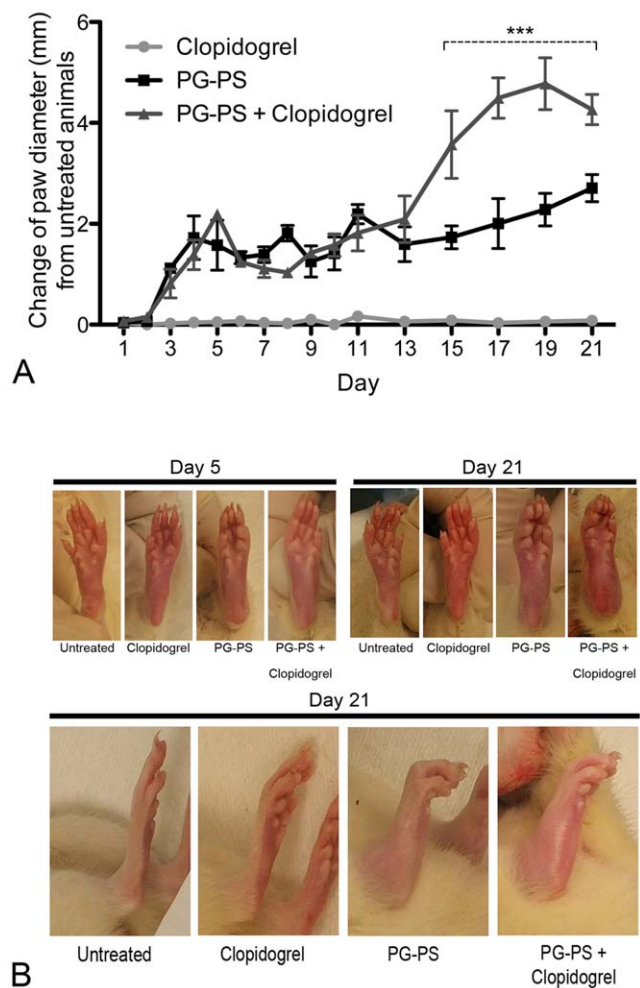 Change of paw diameter (mm)
from untreated animals
6
4
2
0
***
Clopidogrel
PG-PS
PG-PS + Clopidogrel
1 3 5 7 9 11 13 15 17 19 21
Day
A
Day 5
Day 21
Untreated
Clopidogrel
PG-PS
PG-PS +
Clopidogrel
Untreated
Clopidogrel
PG-PS
PG-PS +
Clopidogrel
Day 21
Untreated
Clopidogrel
PG-PS
PG-PS +
Clopidogrel
B